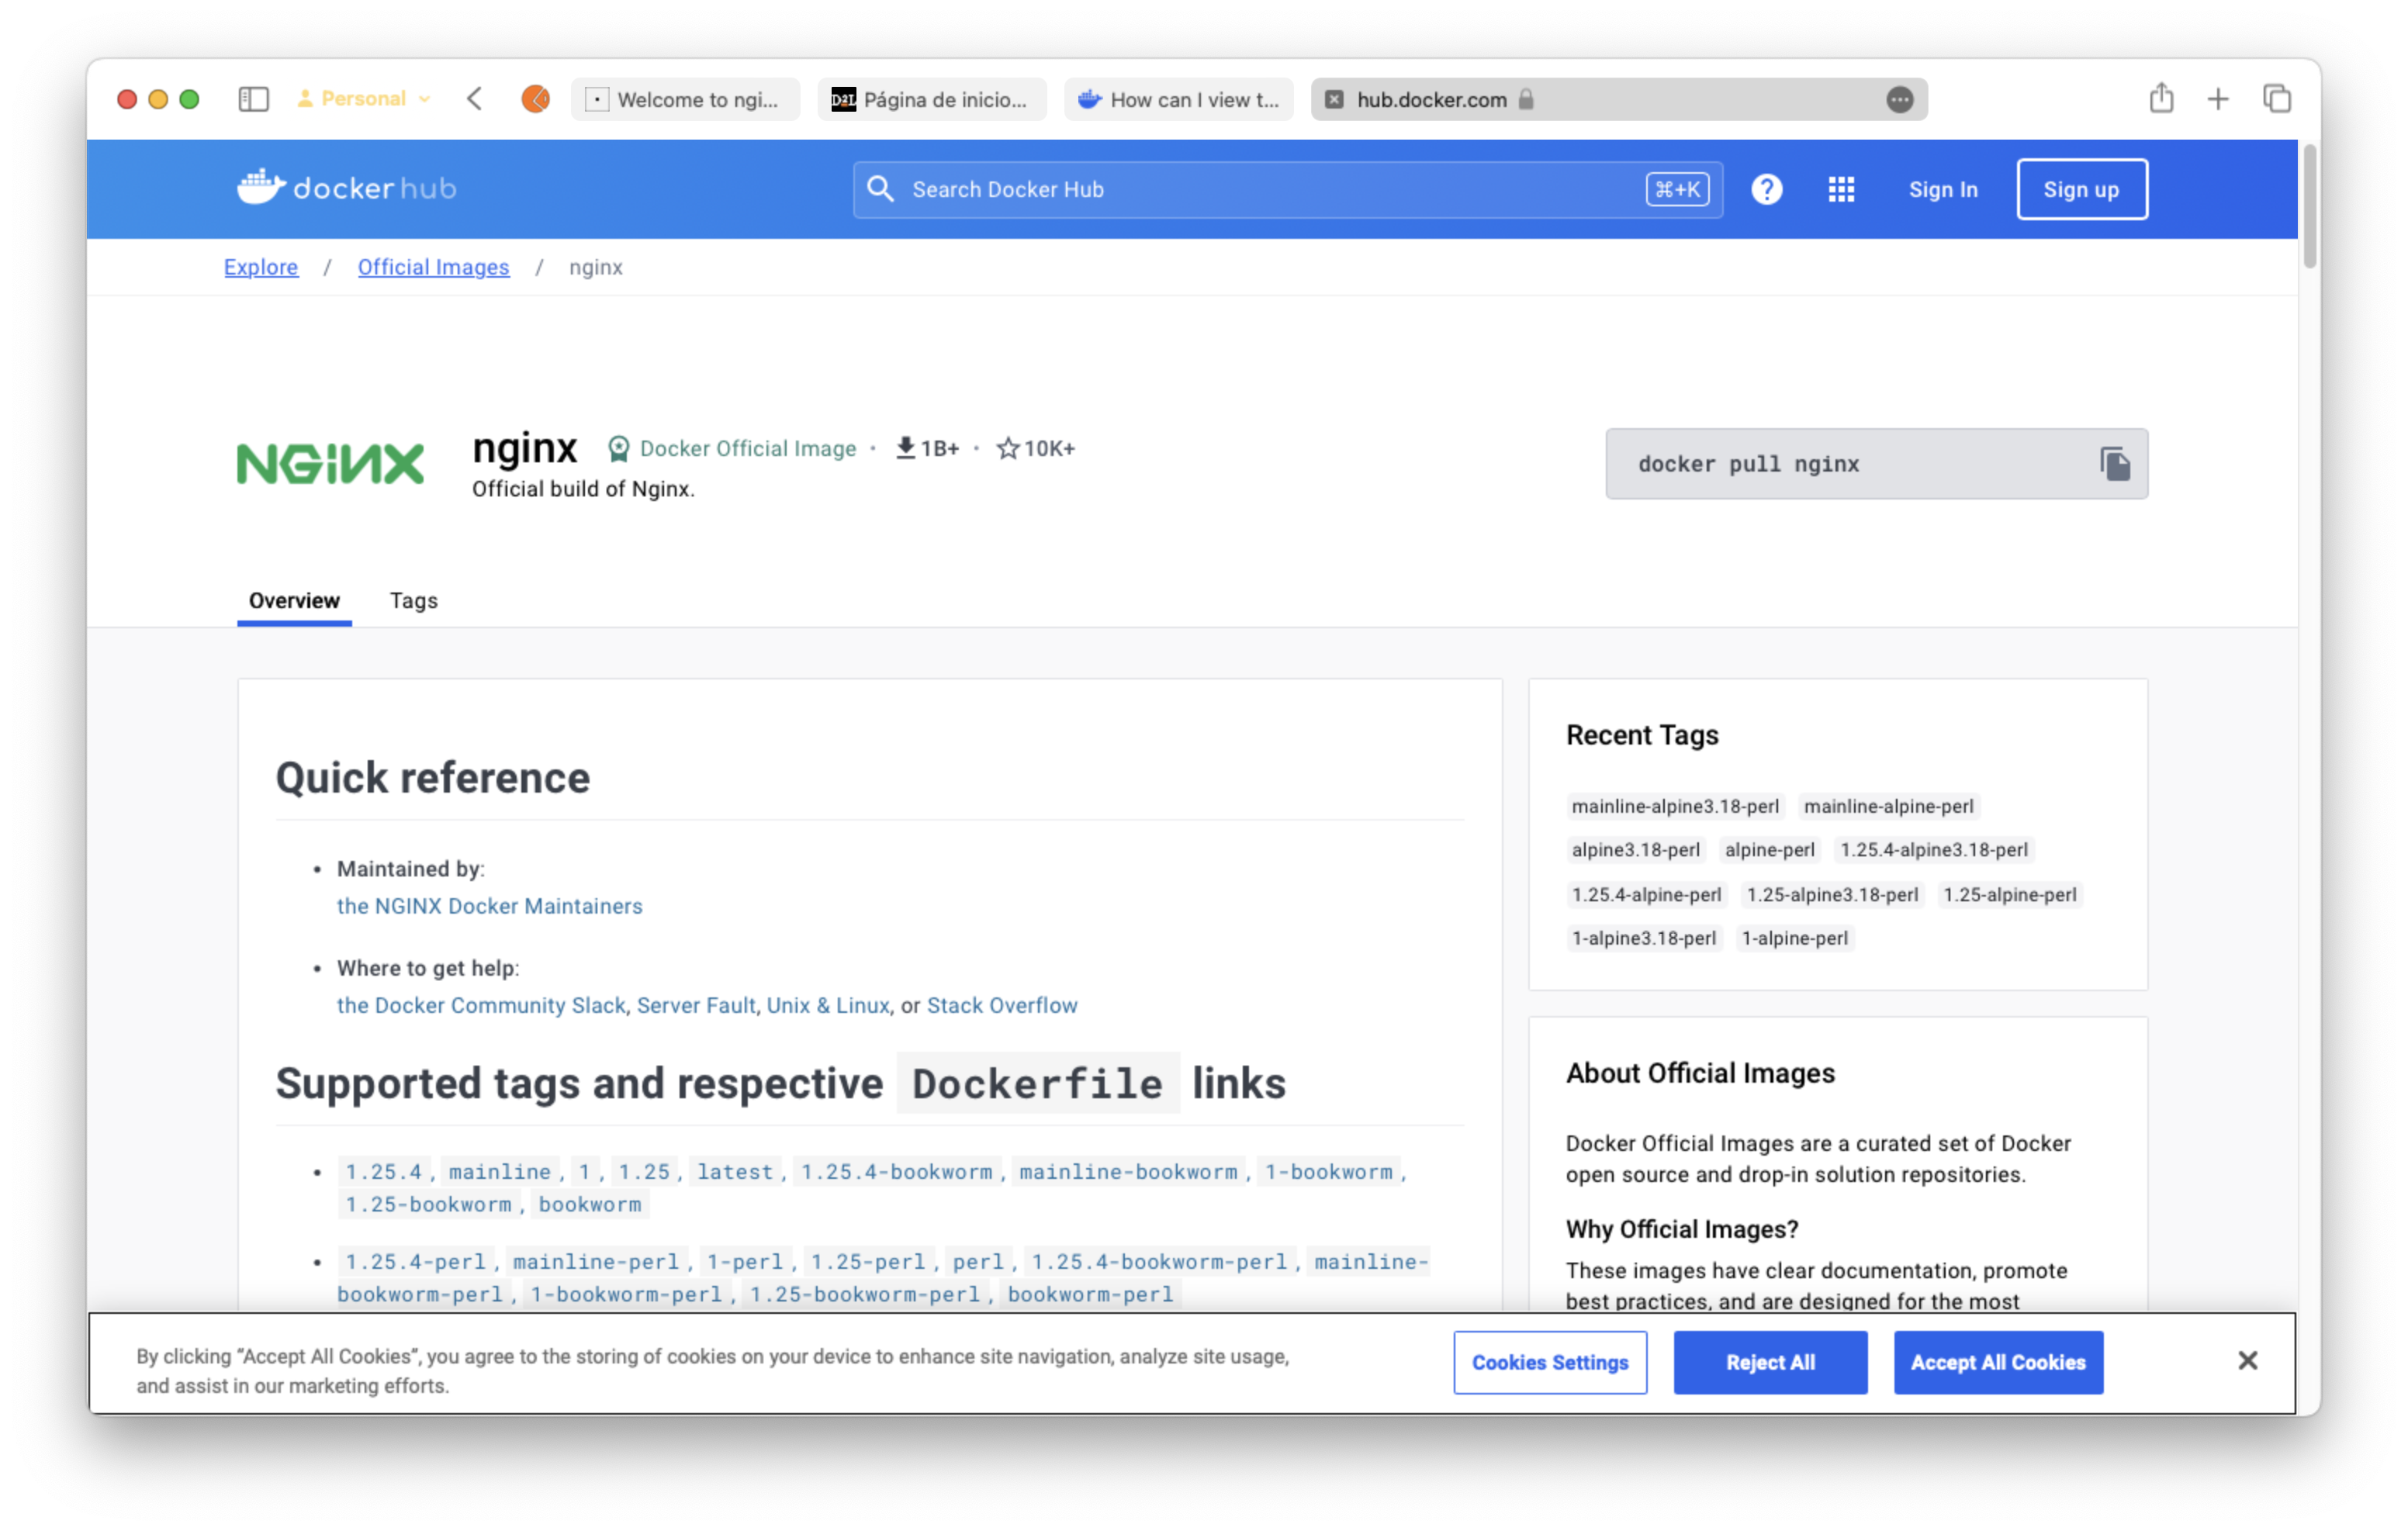 Personal
Welcome to ngi...
D2L Página de inicio...
How can I view t...
hub.docker.com
docker hub
Search Docker Hub
⌘+K
?
Sign In
Sign up
Explore / Official Images / nginx
NGINX
nginx
Docker Official Image · 1B+ · 10K+
Official build of Nginx.
docker pull nginx
Overview
Tags
Quick reference
• Maintained by:
the NGINX Docker Maintainers
• Where to get help:
the Docker Community Slack, Server Fault, Unix & Linux, or Stack Overflow
Supported tags and respective Dockerfile links
• 1.25.4, mainline, 1, 1.25, latest, 1.25.4-bookworm, mainline-bookworm, 1-bookworm,
1.25-bookworm, bookworm
• 1.25.4-perl, mainline-perl, 1-perl, 1.25-perl, perl, 1.25.4-bookworm-perl, mainline-
bookworm-perl, 1-bookworm-perl, 1.25-bookworm-perl, bookworm-perl
Recent Tags
mainline-alpine3.18-perl mainline-alpine-perl
alpine3.18-perl alpine-perl 1.25.4-alpine3.18-perl
1.25.4-alpine-perl 1.25-alpine3.18-perl 1.25-alpine-perl
1-alpine3.18-perl 1-alpine-perl
About Official Images
Docker Official Images are a curated set of Docker
open source and drop-in solution repositories.
Why Official Images?
These images have clear documentation, promote
best practices, and are designed for the most
By clicking “Accept All Cookies”, you agree to the storing of cookies on your device to enhance site navigation, analyze site usage,
and assist in our marketing efforts.
Cookies Settings
Reject All
Accept All Cookies